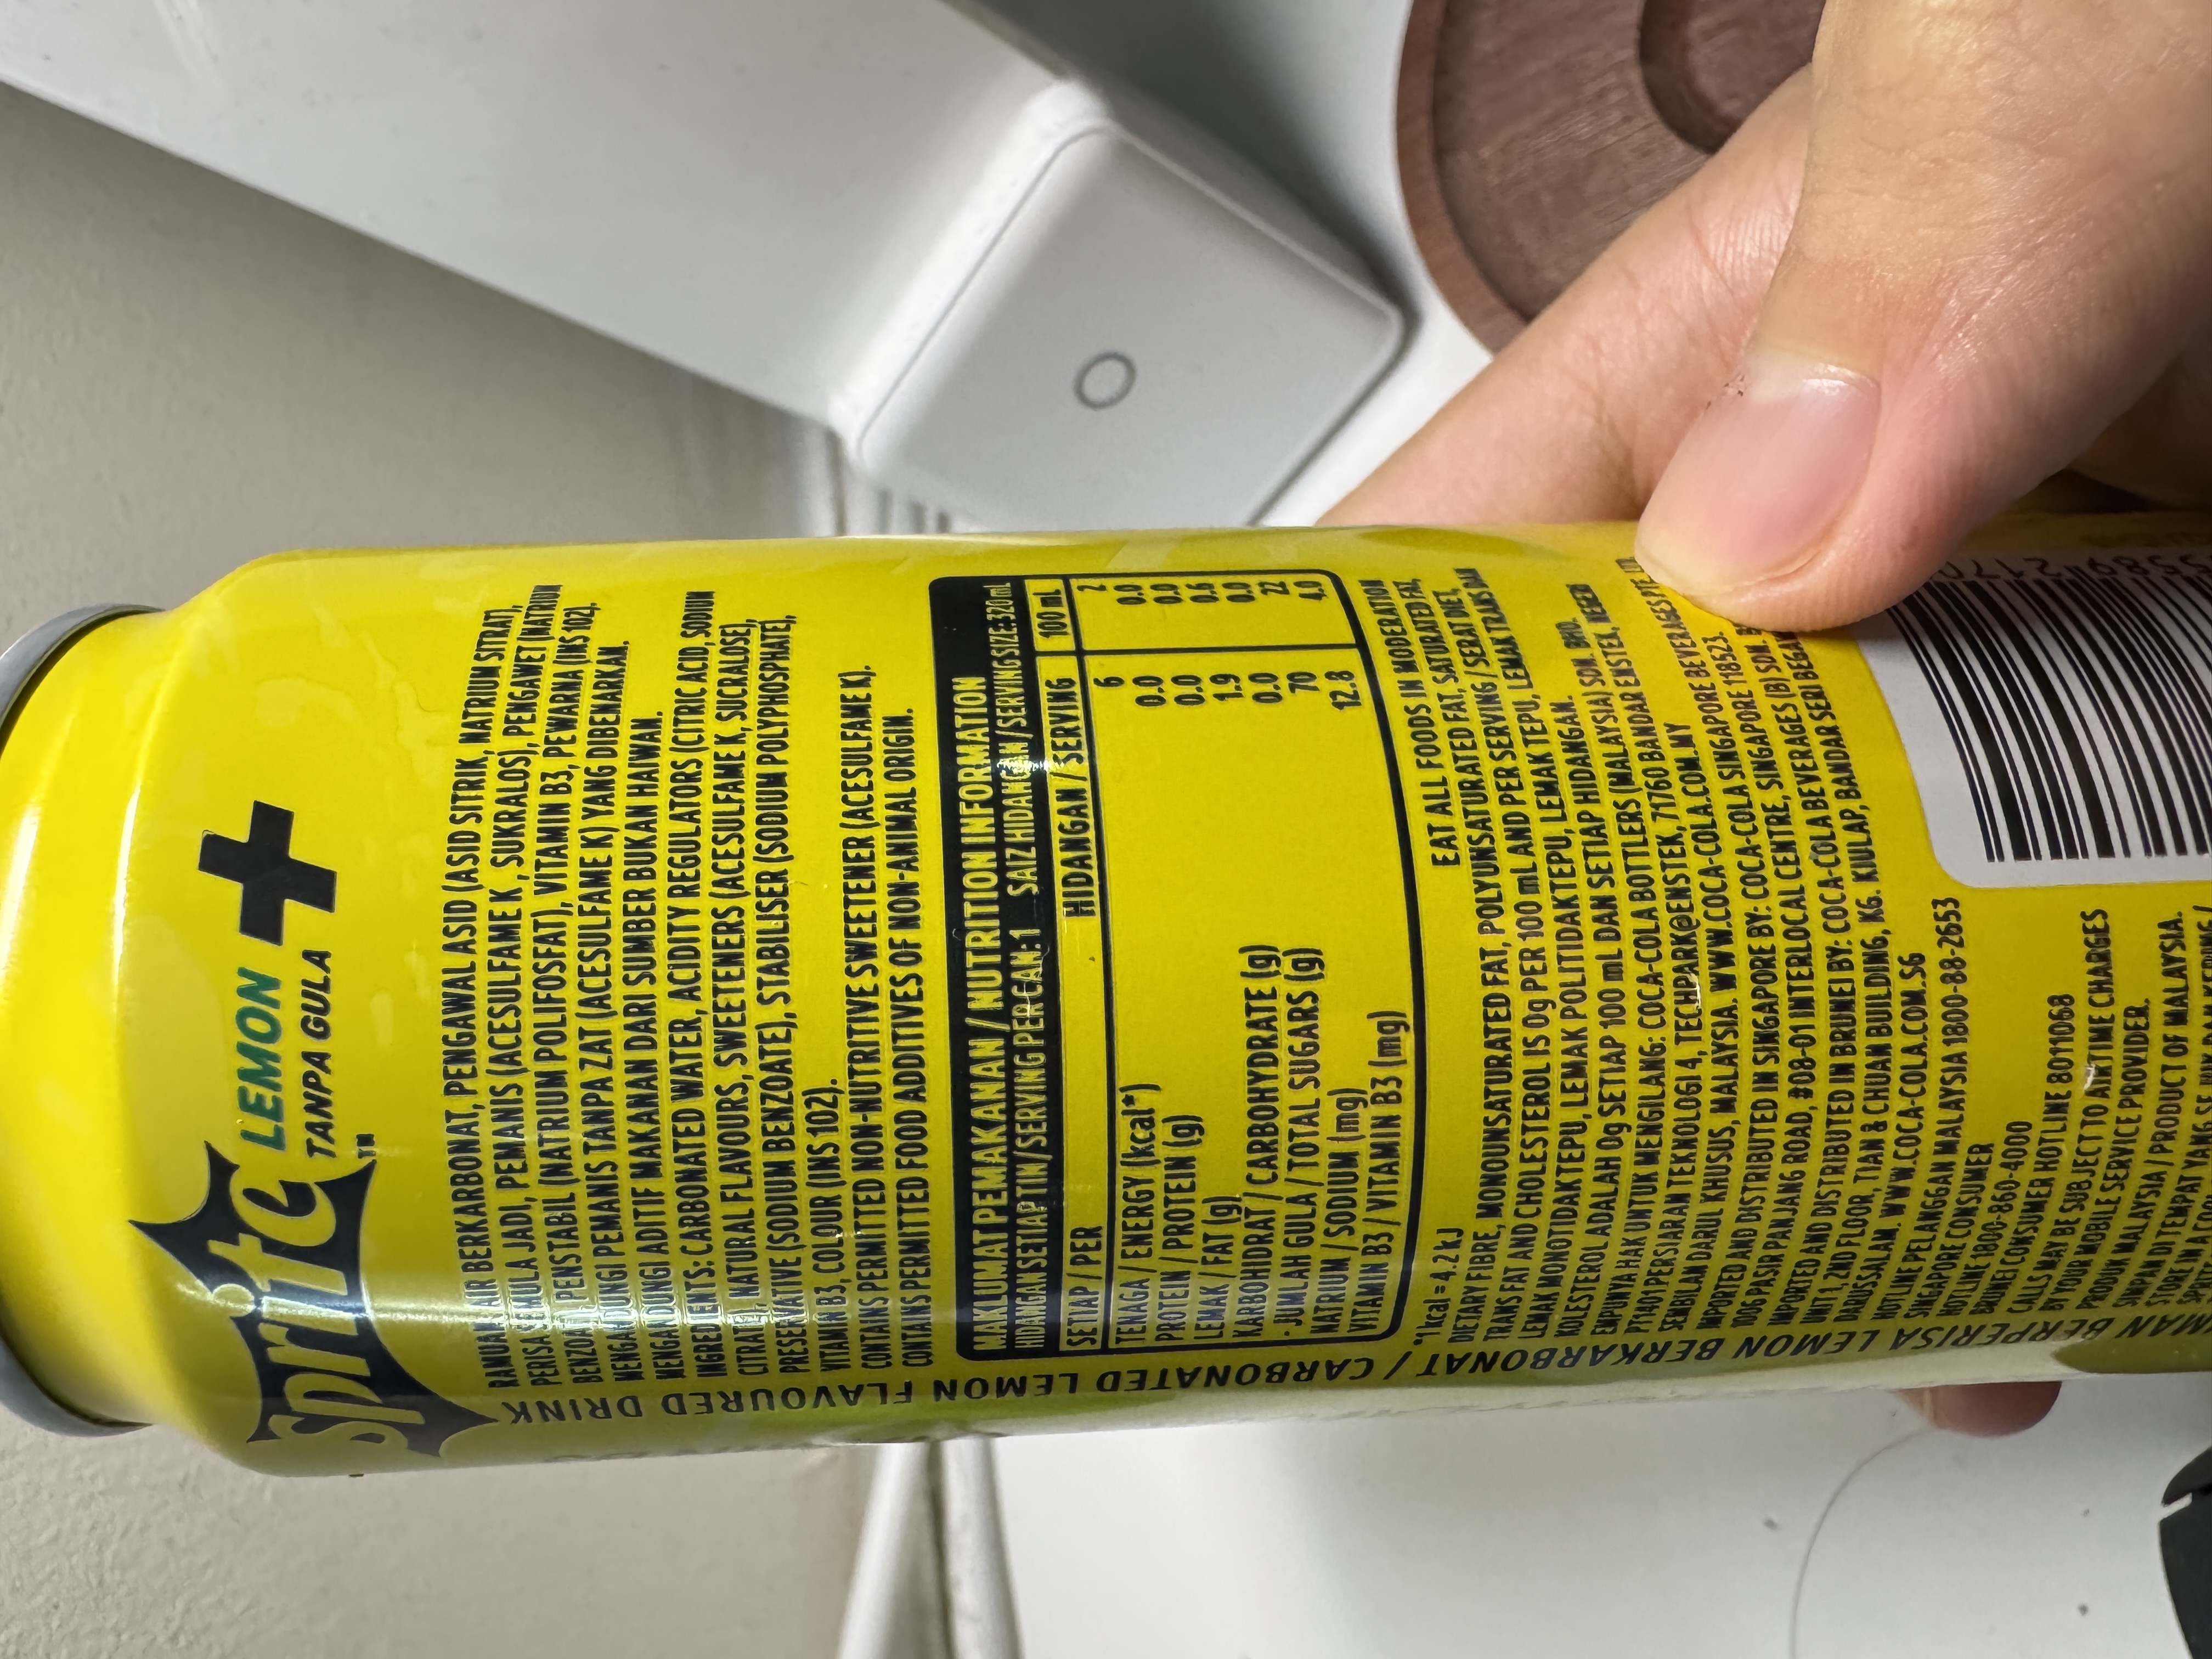 Sprite
LEMON
TANPA GULA
+
TM
RAMUAN: AIR BERKARBONAT, PENGAWAL ASID (ASID SITRIK, NATRIUM SITRAT),
PERISA SEMULA JADI, PEMANIS (ACESULFAME K, SUKRALOS), PENGAWET (NATRIUM
BENZOAT), PENSTABIL (NATRIUM POLIFOSFAT), VITAMIN B3, PEWARNA (INS 102).
MENGANDUNGI PEMANIS TANPA ZAT (ACESULFAME K) YANG DIBENARKAN.
MENGANDUNGI ADITIF MAKANAN DARI SUMBER BUKAN HAIWAN.
INGREDIENTS: CARBONATED WATER, ACIDITY REGULATORS (CITRIC ACID, SODIUM
CITRATE), NATURAL FLAVOURS, SWEETENERS (ACESULFAME K, SUCRALOSE),
PRESERVATIVE (SODIUM BENZOATE), STABILISER (SODIUM POLYPHOSPHATE),
VITAMIN B3, COLOUR (INS 102).
CONTAINS PERMITTED NON-NUTRITIVE SWEETENER (ACESULFAME K).
CONTAINS PERMITTED FOOD ADDITIVES OF NON-ANIMAL ORIGIN.
MAKLUMAT PEMAKANAN / NUTRITION INFORMATION
HIDANGAN SETIAP TIN / SERVING PER CAN: 1 SAIZ HIDANGAN / SERVING SIZE: 320 mL
SETIAP / PER HIDANGAN / SERVING 100 mL
TENAGA / ENERGY (kcal*) 6 2
PROTEIN / PROTEIN (g) 0.0 0.0
LEMAK / FAT (g) 0.0 0.0
KARBOHIDRAT / CARBOHYDRATE (g) 1.9 0.6
- JUMLAH GULA / TOTAL SUGARS (g) 0.0 0.0
NATRIUM / SODIUM (mg) 70 22
VITAMIN B3 / VITAMIN B3 (mg) 12.8 4.0
*1 kcal = 4.2 kJ EAT ALL FOODS IN MODERATION
DIETARY FIBRE, MONOUNSATURATED FAT, POLYUNSATURATED FAT, SATURATED FAT,
TRANS FAT AND CHOLESTEROL IS 0g PER 100 mL AND PER SERVING / SERAT DIET,
LEMAK MONOTIDAKTEPU, LEMAK POLITIDAKTEPU, LEMAK TEPU, LEMAK TRANS DAN
KOLESTEROL ADALAH 0g SETIAP 100 mL DAN SETIAP HIDANGAN.
EMPUNYA HAK UNTUK MENGILANG: COCA-COLA BOTTLERS (MALAYSIA) SDN. BHD.
PT1401 PERSIARAN TEKNOLOGI 4, TECHPARK@ENSTEK, 71760 BANDAR ENSTEK, NEGERI
SEMBILAN DARUL KHUSUS, MALAYSIA. WWW.COCA-COLA.COM.MY
IMPORTED AND DISTRIBUTED IN SINGAPORE BY: COCA-COLA SINGAPORE BEVERAGES PTE. LTD.
1006 PASIR PANJANG ROAD, #08-01 INTERLOCAL CENTRE, SINGAPORE 118523.
IMPORTED AND DISTRIBUTED IN BRUNEI BY: COCA-COLA BEVERAGES (B) SDN.
UNIT 1, 2ND FLOOR, TIAN & CHUAN BUILDING, KG. KIULAP, BANDAR SERI
DARUSSALAM. WWW.COCA-COLA.COM.SG
HOTLINE PELANGGAN MALAYSIA 1800-88-2653
SINGAPORE CONSUMER
HOTLINE 1800-860-4000
BRUNEI CONSUMER HOTLINE 8011068
CALLS MAY BE SUBJECT TO AIRTIME CHARGES
BY YOUR MOBILE SERVICE PROVIDER.
PRODUK MALAYSIA / PRODUCT OF MALAYSIA.
SIMPAN DI TEMPAT YANG DAN KERING /
STORE IN A
BERPERISA LEMON BERKARBONAT / CARBONATED LEMON FLAVOURED DRINK